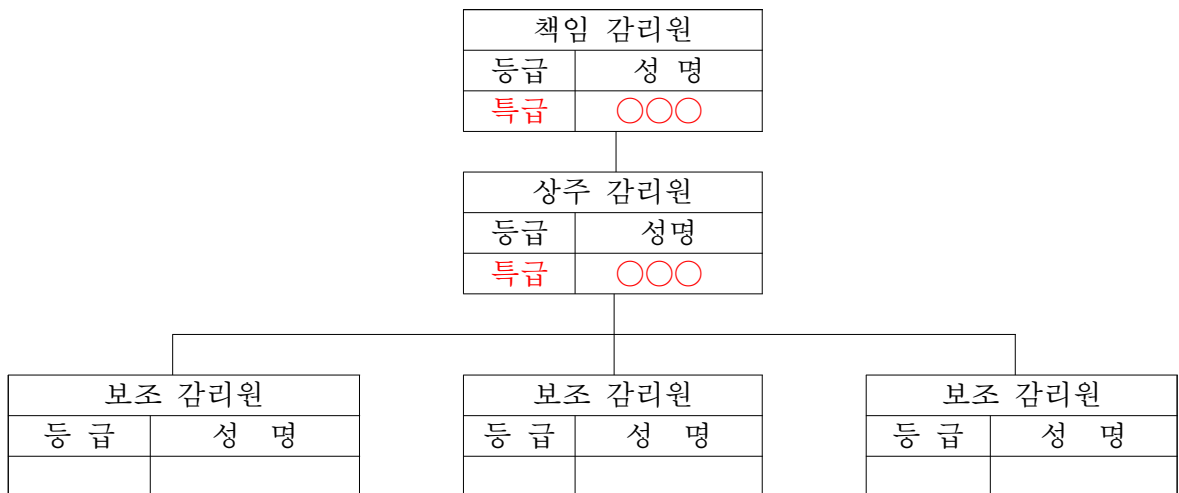 책임 감리원
등급 성 명
특급 ○○○
상주 감리원
등급 성명
특급 ○○○
보조 감리원 보조 감리원 보조 감리원
등 급 성 명 등 급 성 명 등 급 성 명